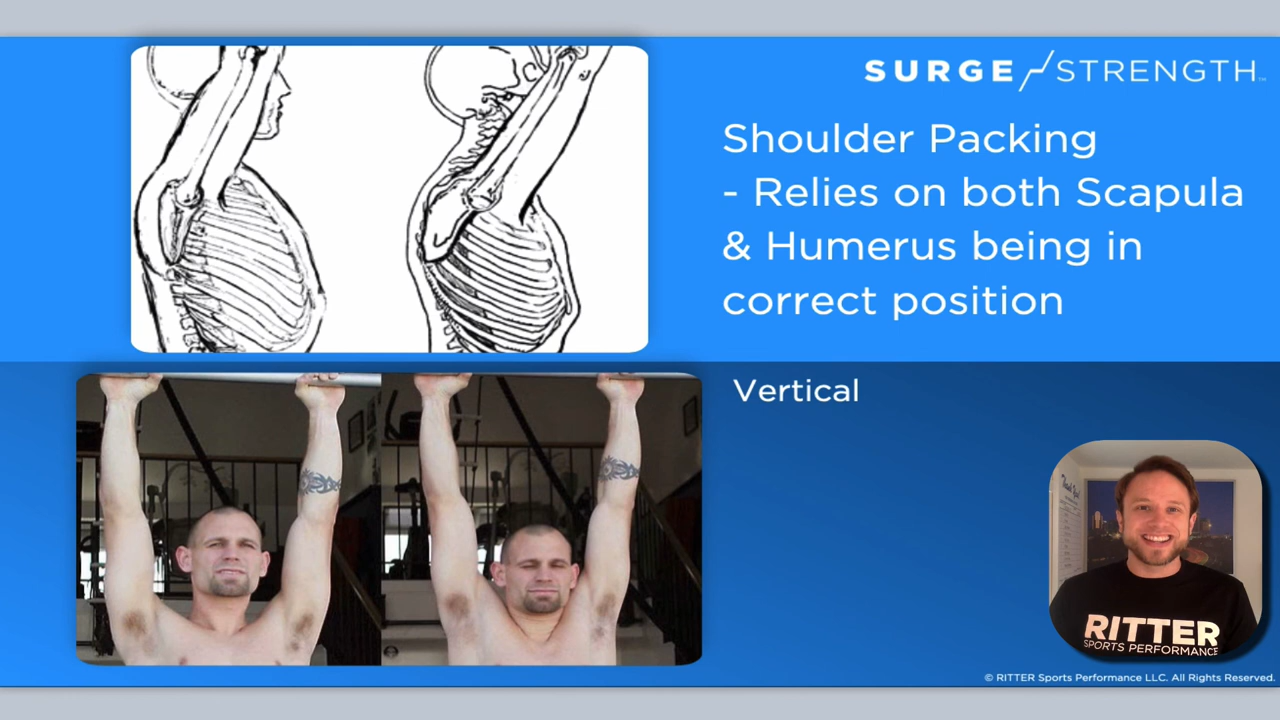 SURGE STRENGTH
Shoulder Packing
- Relies on both Scapula
& Humerus being in
correct position
Vertical
RITTER
SPORTS PERFORMANCE
© RITTER Sports Performance LLC. All Rights Reserved.